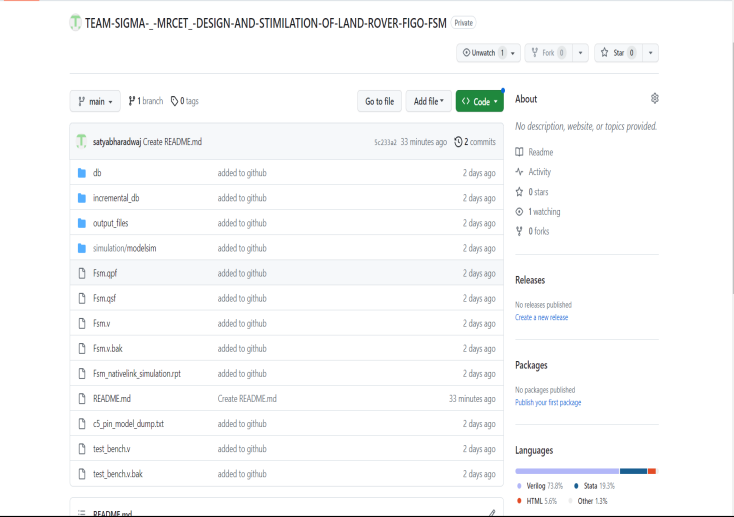 TEAM-SIGMA-_-MRCET_-DESIGN-AND-STIMILATION-OF-LAND-ROVER-FIGO-FSM Private
Unwatch 1 Fork 0 Star 0
main 1 branch 0 tags Go to file Add file Code
satyabharadwaj Create README.md 5c233a2 33 minutes ago 2 commits
db added to github 2 days ago
incremental_db added to github 2 days ago
output_files added to github 2 days ago
simulation/modelsim added to github 2 days ago
Fsm.qpf added to github 2 days ago
Fsm.qsf added to github 2 days ago
Fsm.v added to github 2 days ago
Fsm.v.bak added to github 2 days ago
Fsm_nativelink_simulation.rpt added to github 2 days ago
README.md Create README.md 33 minutes ago
c5_pin_model_dump.txt added to github 2 days ago
test_bench.v added to github 2 days ago
test_bench.v.bak added to github 2 days ago
README.md
About
No description, website, or topics provided.
Readme
Activity
0 stars
1 watching
0 forks
Releases
No releases published
Create a new release
Packages
No packages published
Publish your first package
Languages
Verilog 73.8% Stata 19.3%
HTML 5.6% Other 1.3%